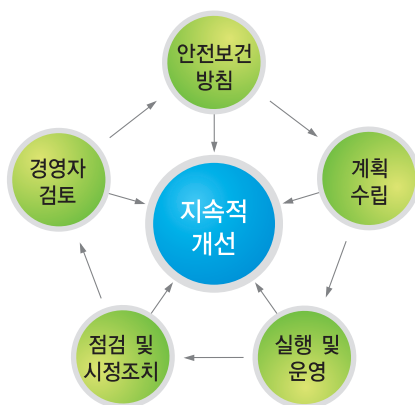 안전보건
방침
경영자
검토
계획
수립
지속적
개선
점검 및
시정조치
실행 및
운영